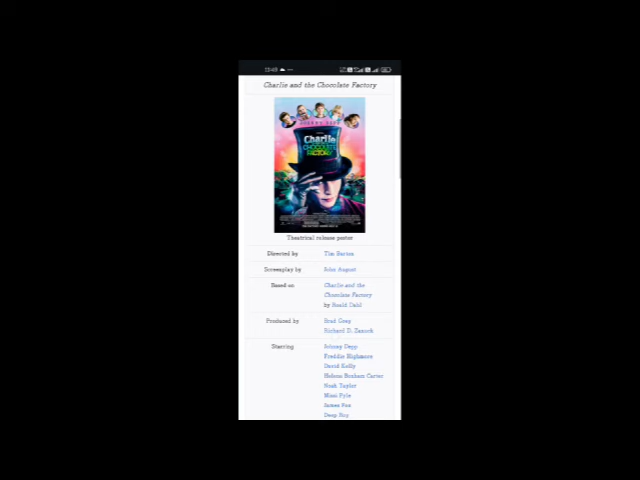 Charlie and the Chocolate Factory
Charlie
CHOCOLATE
FACTORY
Theatrical release poster
Directed by Tim Burton
Screenplay by John August
Based on Charlie and the
Chocolate Factory
by Roald Dahl
Produced by Brad Grey
Richard D. Zanuck
Starring Johnny Depp
Freddie Highmore
David Kelly
Helena Bonham Carter
Noah Taylor
Missi Pyle
James Fox
Deep Roy